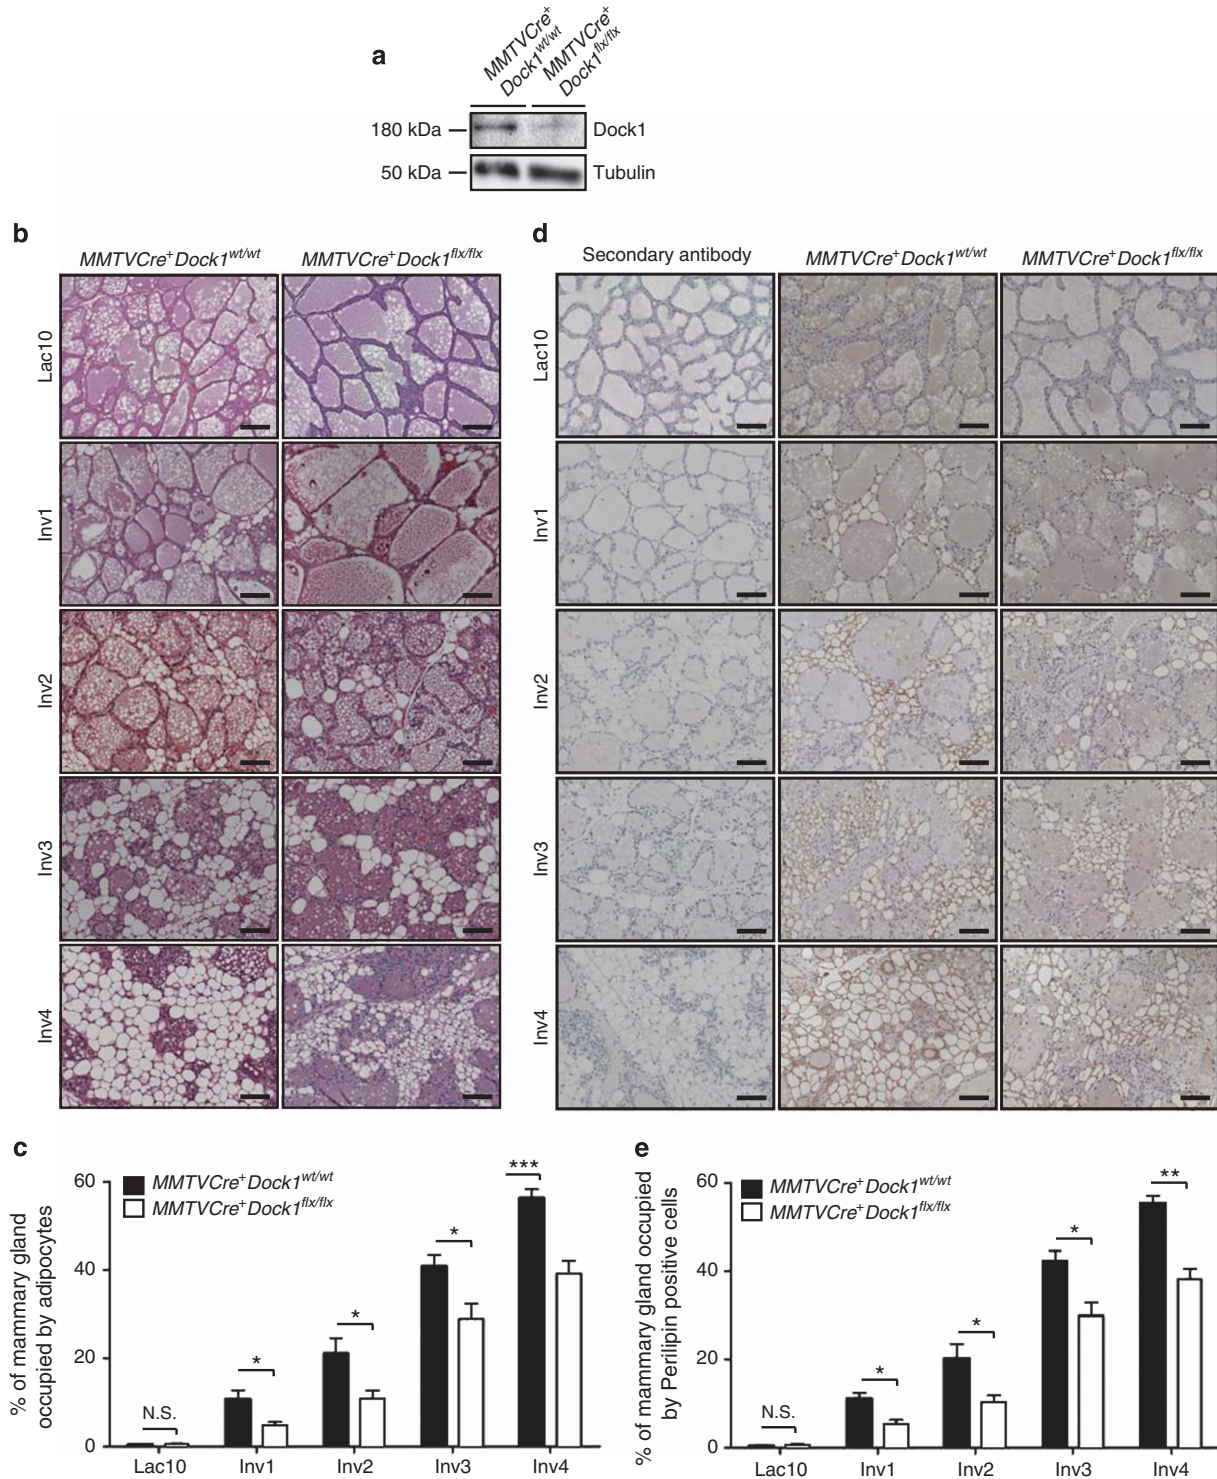 a
MMTVCre+
Dock1wt/wt
MMTVCre+
Dock1flx/flx
180 kDa
Dock1
50 kDa
Tubulin
b
MMTVCre+Dock1wt/wt
MMTVCre+Dock1flx/flx
Lac10
Inv1
Inv2
Inv3
Inv4
d
Secondary antibody
MMTVCre+Dock1wt/wt
MMTVCre+Dock1flx/flx
Lac10
Inv1
Inv2
Inv3
Inv4
c
% of mammary gland
occupied by adipocytes
60
40
20
0
MMTVCre+Dock1wt/wt
MMTVCre+Dock1flx/flx
N.S.
*
*
*
***
Lac10 Inv1 Inv2 Inv3 Inv4
e
% of mammary gland occupied
by Perilipin positive cells
60
40
20
0
MMTVCre+Dock1wt/wt
MMTVCre+Dock1flx/flx
N.S.
*
*
*
**
Lac10 Inv1 Inv2 Inv3 Inv4